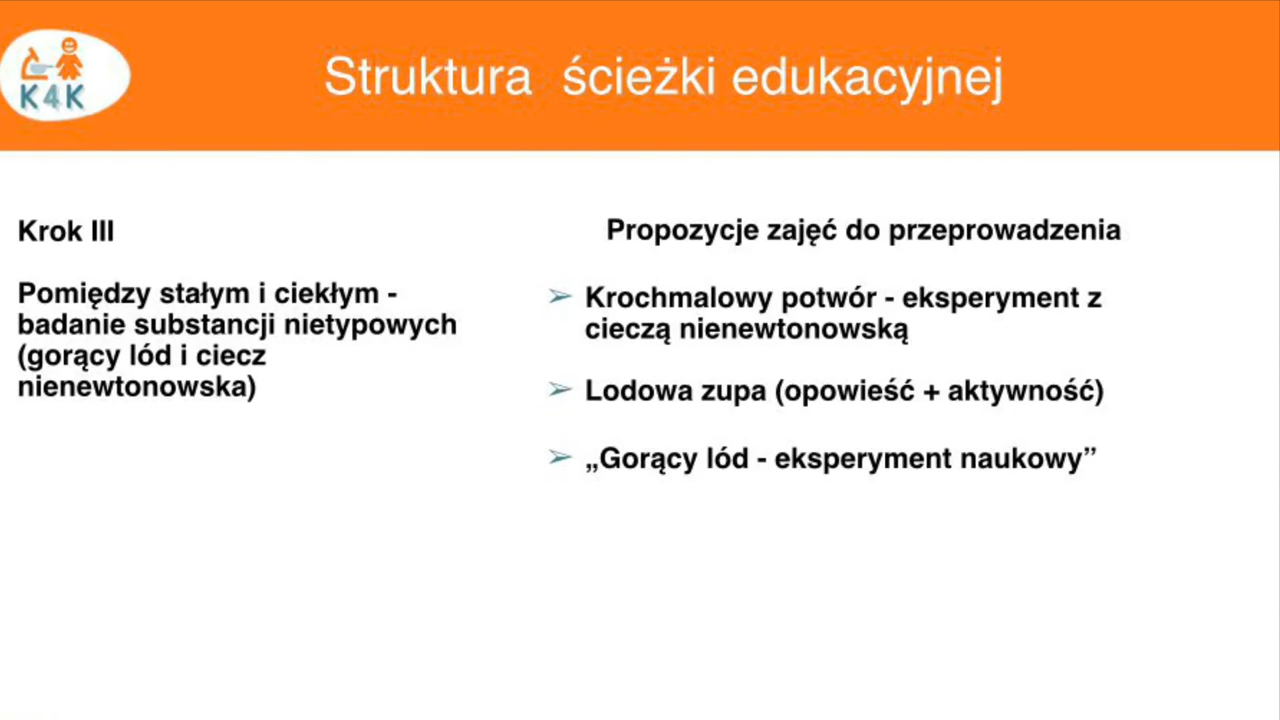 K4K
Struktura ścieżki edukacyjnej
Krok III
Pomiędzy stałym i ciekłym -
badanie substancji nietypowych
(gorący lód i ciecz
nienewtonowska)
Propozycje zajęć do przeprowadzenia
➢ Krochmalowy potwór - eksperyment z
cieczą nienewtonowską
➢ Lodowa zupa (opowieść + aktywność)
➢ „Gorący lód - eksperyment naukowy”